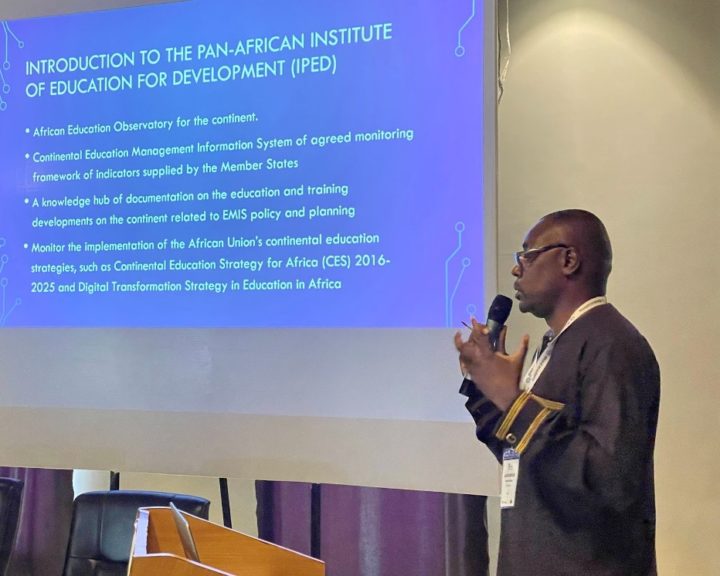 INTRODUCTION TO THE PAN-AFRICAN INSTITUTE
OF EDUCATION FOR DEVELOPMENT (IPED)
• African Education Observatory for the continent.
• Continental Education Management Information System of agreed monitoring
framework of indicators supplied by the Member States
• A knowledge hub of documentation on the education and training
developments on the continent related to EMIS policy and planning
• Monitor the implementation of the African Union's continental education
strategies, such as Continental Education Strategy for Africa (CES) 2016-
2025 and Digital Transformation Strategy in Education in Africa